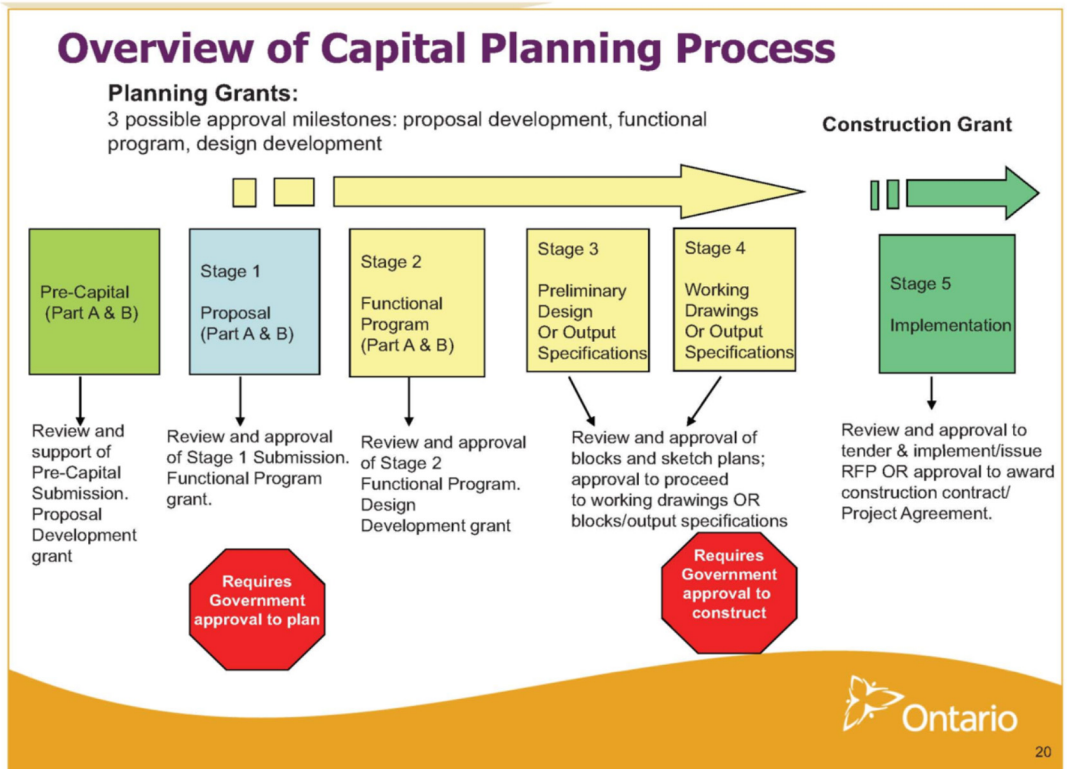 Overview of Capital Planning Process
Planning Grants:
3 possible approval milestones: proposal development, functional
program, design development
Construction Grant
Pre-Capital
(Part A & B)
Stage 1
Proposal
(Part A & B)
Stage 2
Functional
Program
(Part A & B)
Stage 3
Preliminary
Design
Or Output
Specifications
Stage 4
Working
Drawings
Or Output
Specifications
Stage 5
Implementation
Review and
support of
Pre-Capital
Submission.
Proposal
Development
grant
Review and approval
of Stage 1 Submission.
Functional Program
grant.
Review and approval
of Stage 2
Functional Program.
Design
Development grant
Review and approval of
blocks and sketch plans;
approval to proceed
to working drawings OR
blocks/output specifications
Review and approval to
tender & implement/issue
RFP OR approval to award
construction contract/
Project Agreement.
Requires
Government
approval to plan
Requires
Government
approval to
construct
Ontario
20